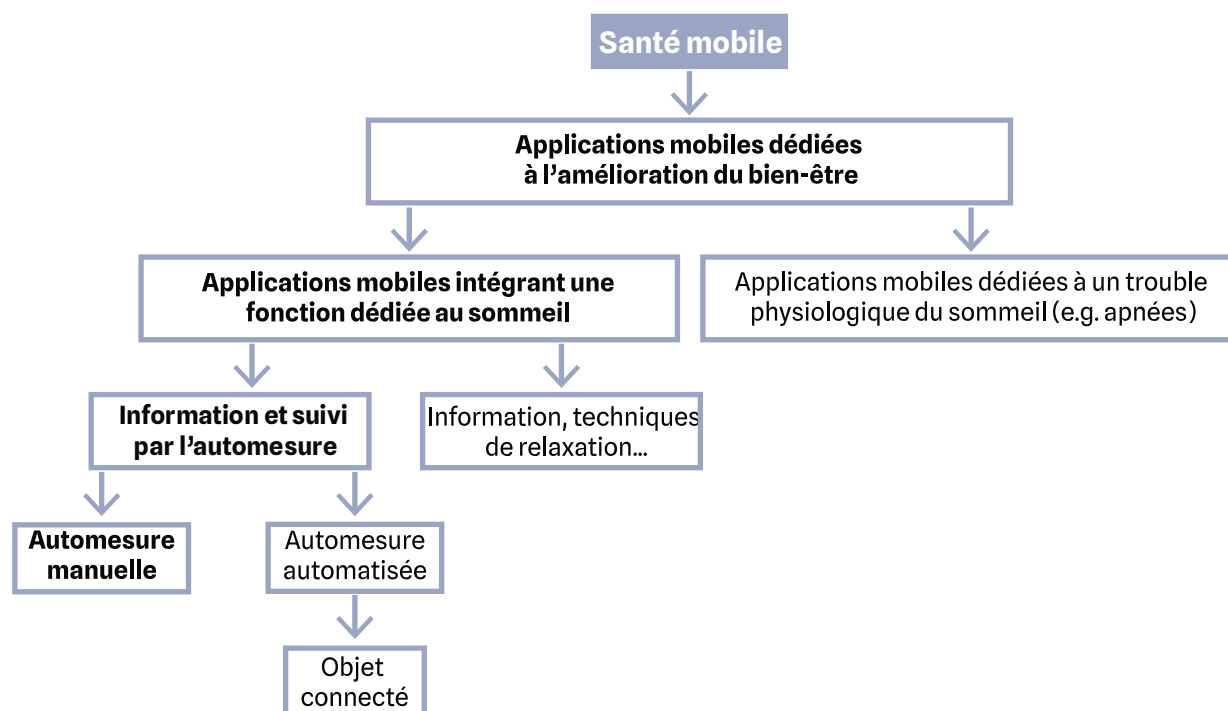 Santé mobile
Applications mobiles dédiées
à l’amélioration du bien-être
Applications mobiles intégrant une
fonction dédiée au sommeil
Applications mobiles dédiées à un trouble
physiologique du sommeil (e.g. apnées)
Information et suivi
par l’automesure
Information, techniques
de relaxation…
Automesure
manuelle
Automesure
automatisée
Objet
connecté